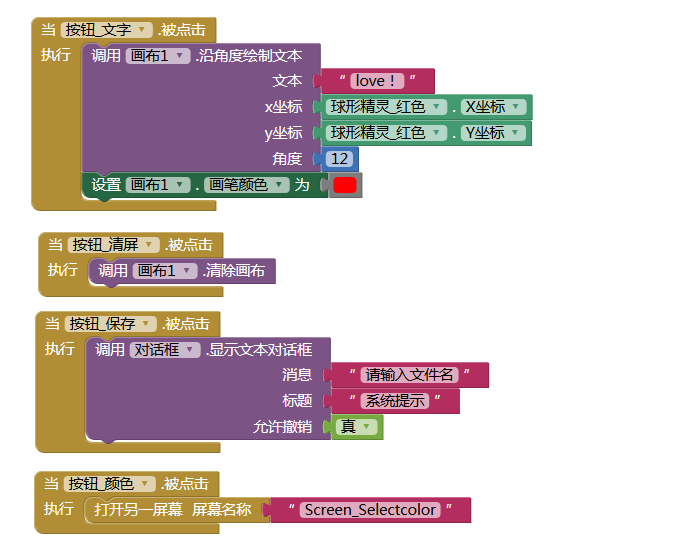 当 按钮_文字 .被点击
执行 调用 画布1 .沿角度绘制文本
文本 “ love！ ”
x坐标 球形精灵_红色 . X坐标
y坐标 球形精灵_红色 . Y坐标
角度 12
设置 画布1 . 画笔颜色 为
当 按钮_清屏 .被点击
执行 调用 画布1 .清除画布
当 按钮_保存 .被点击
执行 调用 对话框 .显示文本对话框
消息 “ 请输入文件名 ”
标题 “ 系统提示 ”
允许撤销 真
当 按钮_颜色 .被点击
执行 打开另一屏幕 屏幕名称 “ Screen_Selectcolor ”